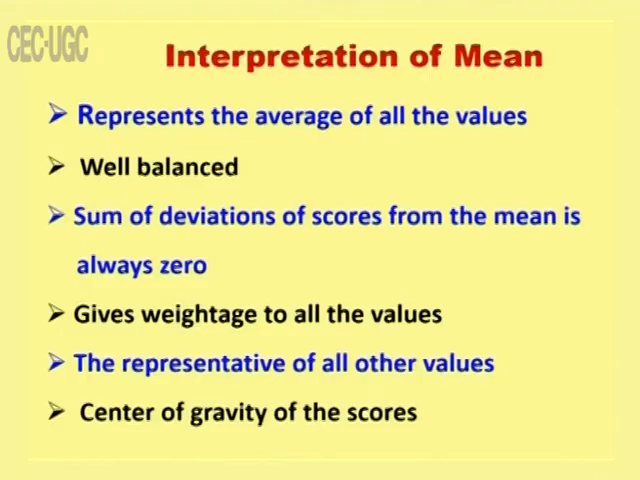 CEC-UGC
Interpretation of Mean
➢ Represents the average of all the values
➢ Well balanced
➢ Sum of deviations of scores from the mean is
always zero
➢ Gives weightage to all the values
➢ The representative of all other values
➢ Center of gravity of the scores